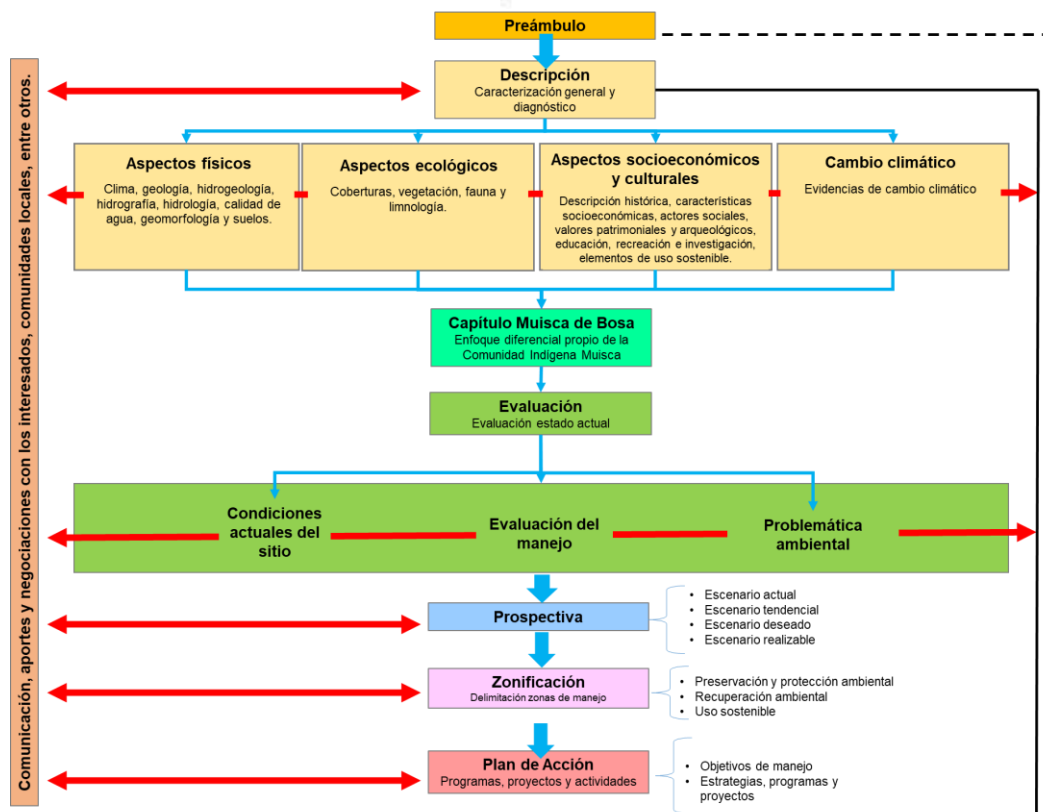 Preámbulo
Comunicación, aportes y negociaciones con los interesados, comunidades locales, entre otros.
Descripción
Caracterización general y
diagnóstico
Aspectos físicos
Clima, geología, hidrogeología,
hidrografía, hidrología, calidad de
agua, geomorfología y suelos.
Aspectos ecológicos
Coberturas, vegetación, fauna y
limnología.
Aspectos socioeconómicos
y culturales
Descripción histórica, características
socioeconómicas, actores sociales,
valores patrimoniales y arqueológicos,
educación, recreación e investigación,
elementos de uso sostenible.
Cambio climático
Evidencias de cambio climático
Capítulo Muisca de Bosa
Enfoque diferencial propio de la
Comunidad Indígena Muisca
Evaluación
Evaluación estado actual
Condiciones
actuales del
sitio
Evaluación del
manejo
Problemática
ambiental
Prospectiva
• Escenario actual
• Escenario tendencial
• Escenario deseado
• Escenario realizable
Zonificación
Delimitación zonas de manejo
• Preservación y protección ambiental
• Recuperación ambiental
• Uso sostenible
Plan de Acción
Programas, proyectos y actividades
• Objetivos de manejo
• Estrategias, programas y
proyectos